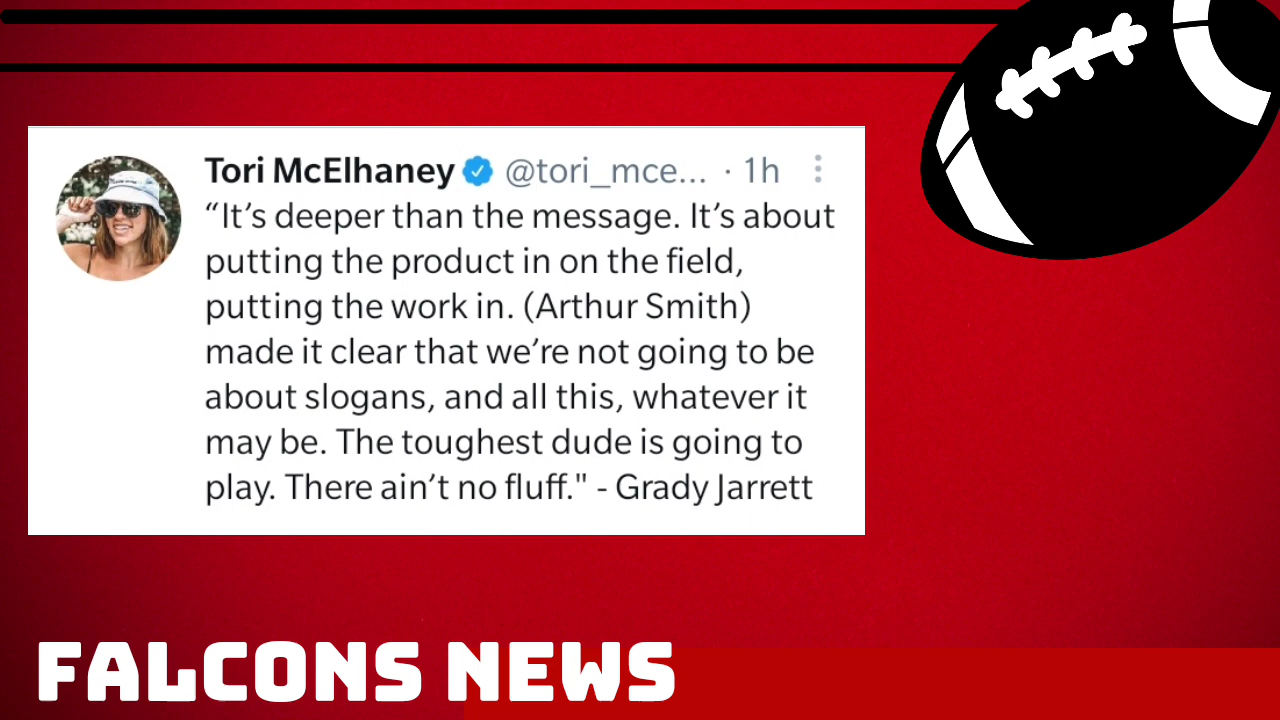 Tori McElhaney @tori_mce... · 1h
“It’s deeper than the message. It’s about
putting the product in on the field,
putting the work in. (Arthur Smith)
made it clear that we’re not going to be
about slogans, and all this, whatever it
may be. The toughest dude is going to
play. There ain’t no fluff." - Grady Jarrett
FALCONS NEWS